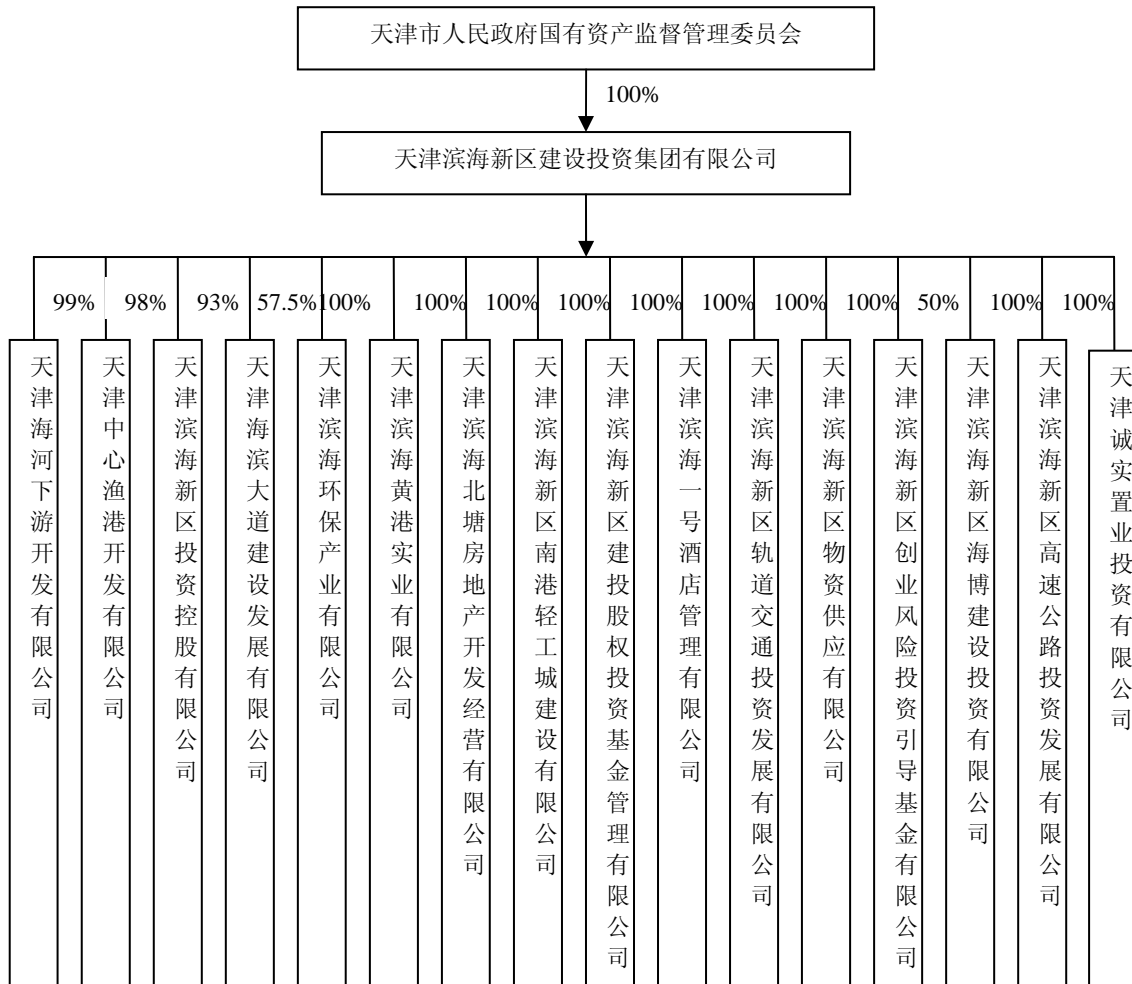 天津市人民政府国有资产监督管理委员会
100%
天津滨海新区建设投资集团有限公司
99% 98% 93% 57.5% 100% 100% 100% 100% 100% 100% 100% 100% 50% 100% 100%
天津海河下游开发有限公司
天津中心渔港开发有限公司
天津滨海新区投资控股有限公司
天津海滨大道建设发展有限公司
天津滨海环保产业有限公司
天津滨海黄港实业有限公司
天津滨海北塘房地产开发经营有限公司
天津滨海新区南港轻工城建设有限公司
天津滨海新区建投股权投资基金管理有限公司
天津滨海一号酒店管理有限公司
天津滨海新区轨道交通投资发展有限公司
天津滨海新区物资供应有限公司
天津滨海新区创业风险投资引导基金有限公司
天津滨海新区海博建设投资有限公司
天津滨海新区高速公路投资发展有限公司
天津诚实置业投资有限公司